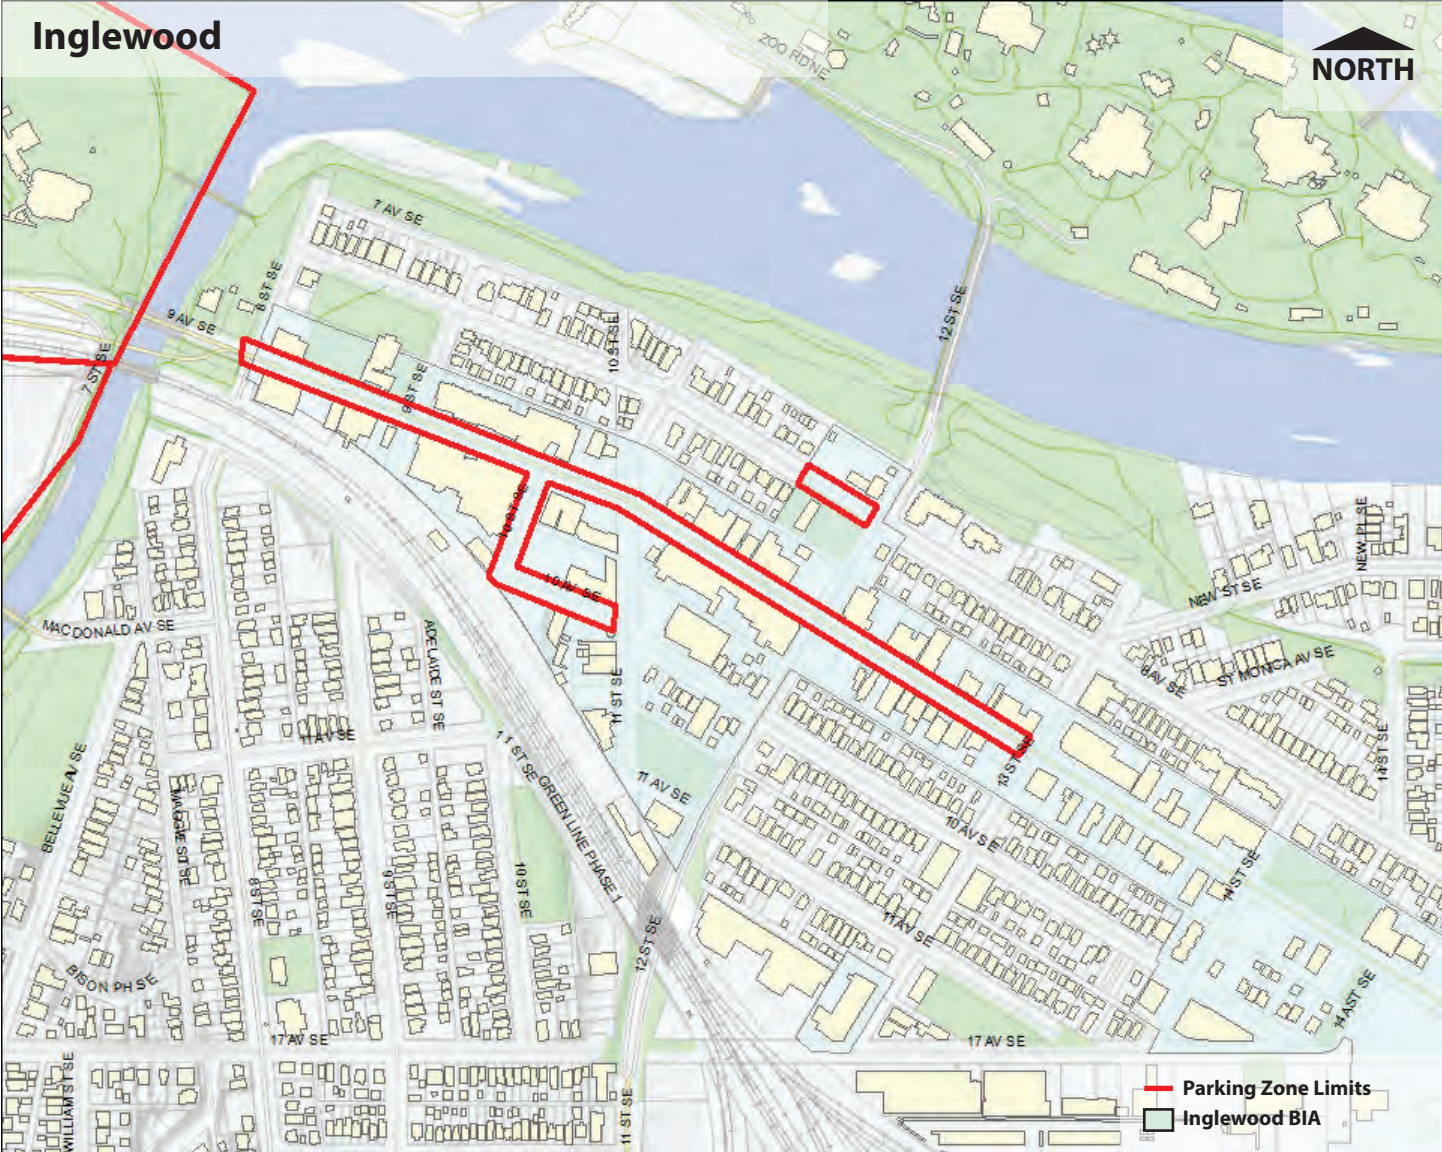 Inglewood
NORTH
ZOO RD NE
7 AV SE
8 ST SE
9 AV SE
7 ST SE
9 ST SE
10 ST SE
12 ST SE
10 ST SE
10 AV SE
NEW PL SE
NEW ST SE
ST MONICA AV SE
8 AV SE
MACDONALD AV SE
ADELAIDE ST SE
11 ST SE
11 AV SE
11 ST SE
GREEN LINE PHASE 1
11 AV SE
13 ST SE
14 ST SE
BELLEVUE AV SE
MAGGIE ST SE
8 ST SE
9 ST SE
10 ST SE
10 AV SE
14 ST SE
11 AV SE
12 ST SE
BISON PH SE
14A ST SE
17 AV SE
17 AV SE
WILLIAM ST SE
11 ST SE
Parking Zone Limits
Inglewood BIA